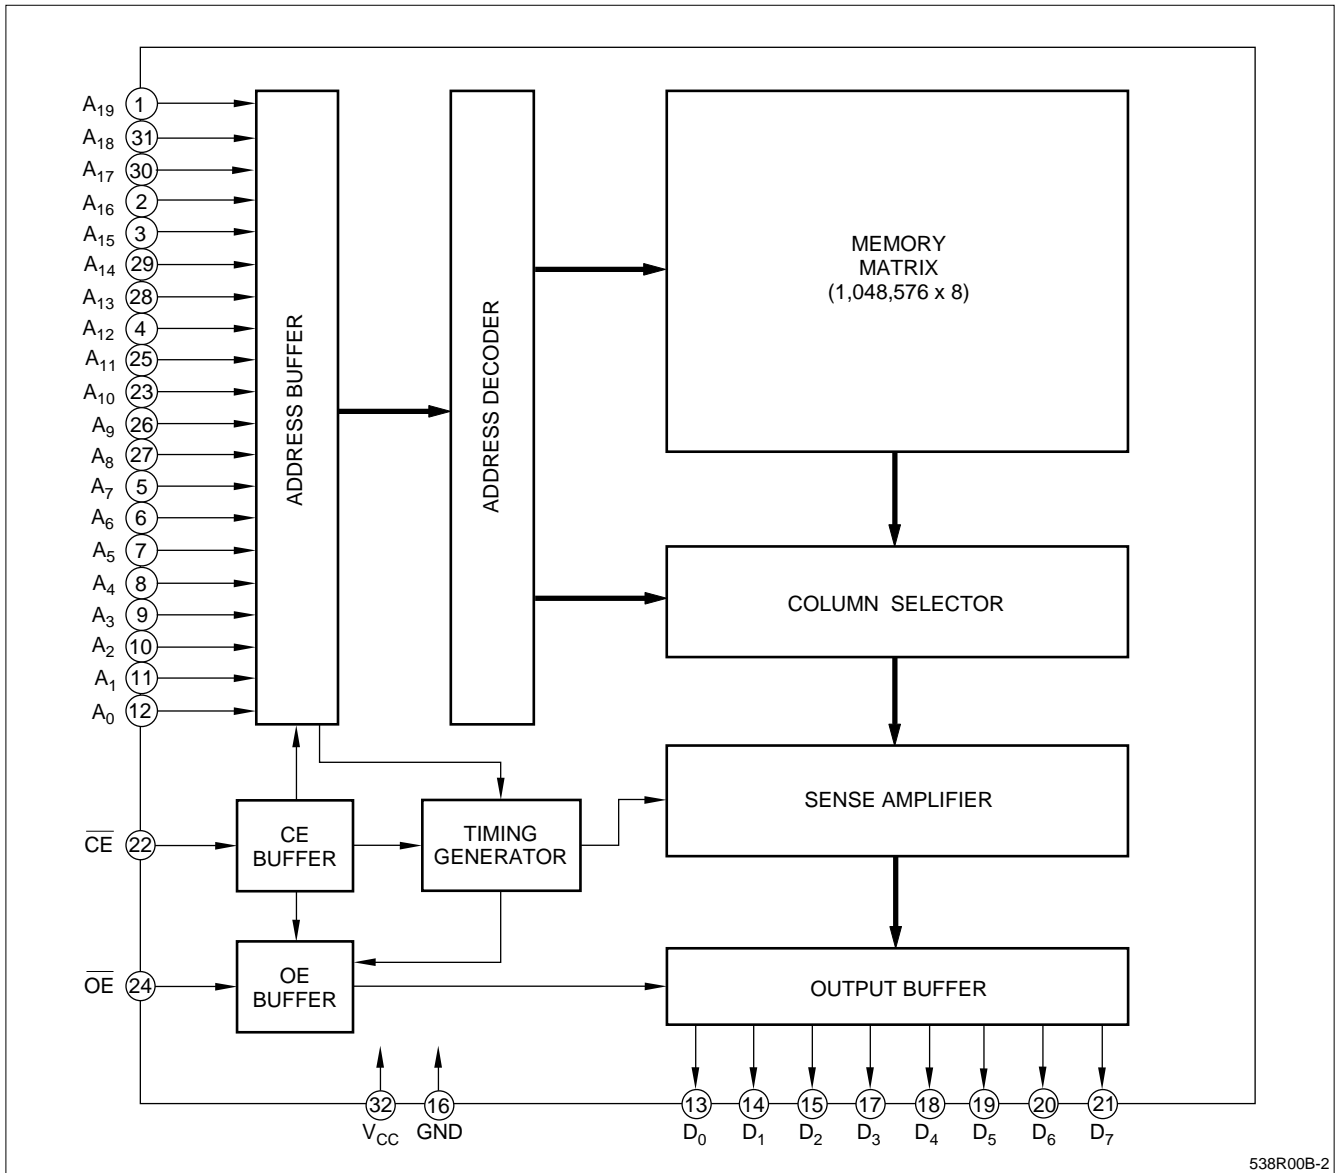 A19 1
A18 31
A17 30
A16 2
A15 3
A14 29
A13 28
A12 4
A11 25
A10 23
A9 26
A8 27
A7 5
A6 6
A5 7
A4 8
A3 9
A2 10
A1 11
A0 12
ADDRESS BUFFER
ADDRESS DECODER
MEMORY
MATRIX
(1,048,576 x 8)
COLUMN SELECTOR
SENSE AMPLIFIER
C̅E̅ 22
CE
BUFFER
TIMING
GENERATOR
O̅E̅ 24
OE
BUFFER
OUTPUT BUFFER
32 16 13 14 15 17 18 19 20 21
VCC GND D0 D1 D2 D3 D4 D5 D6 D7
538R00B-2